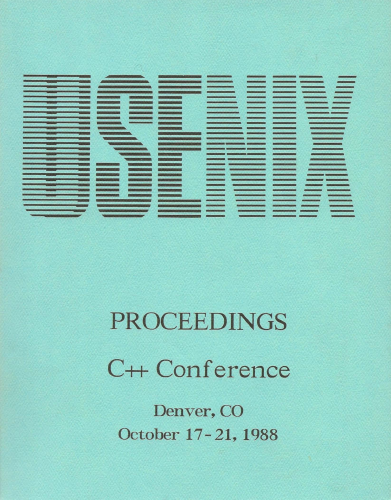 USENIX
PROCEEDINGS
C++ Conference
Denver, CO
October 17-21, 1988